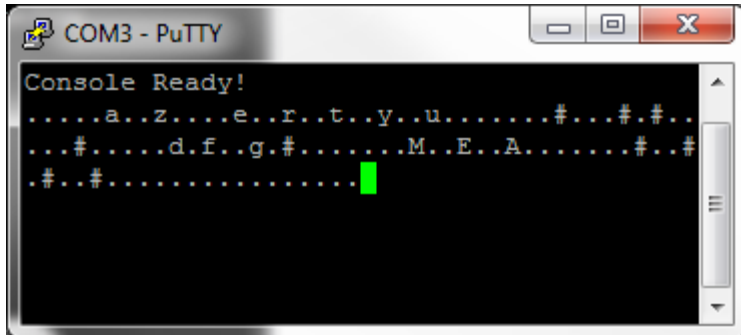 COM3 - PuTTY
Console Ready!
.....a..z....e..r..t..y..u.......#...#.#..
...#.....d.f..g.#.......M..E..A.......#..#
.#..#................